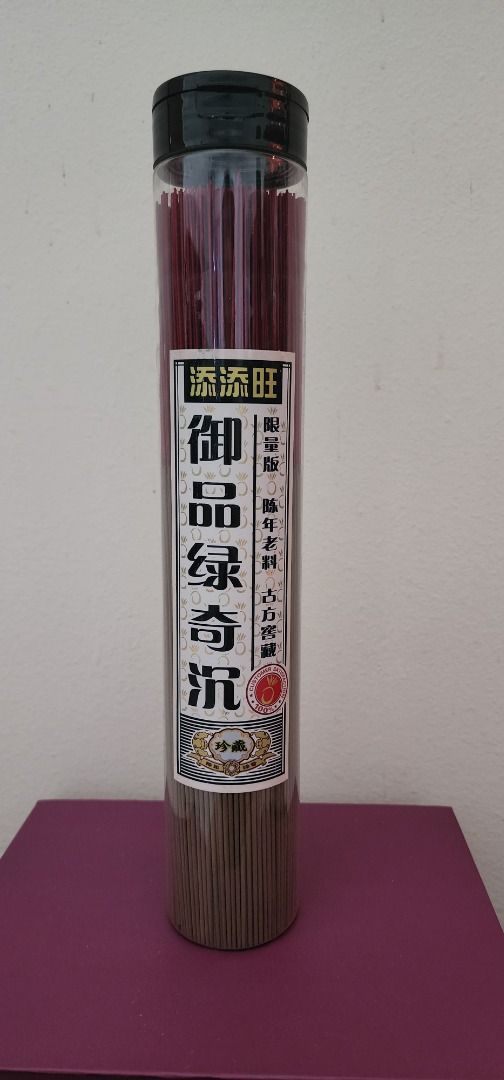 添添旺
御品绿奇沉
限量版 陈年老料 古方窖藏
100%
珍藏